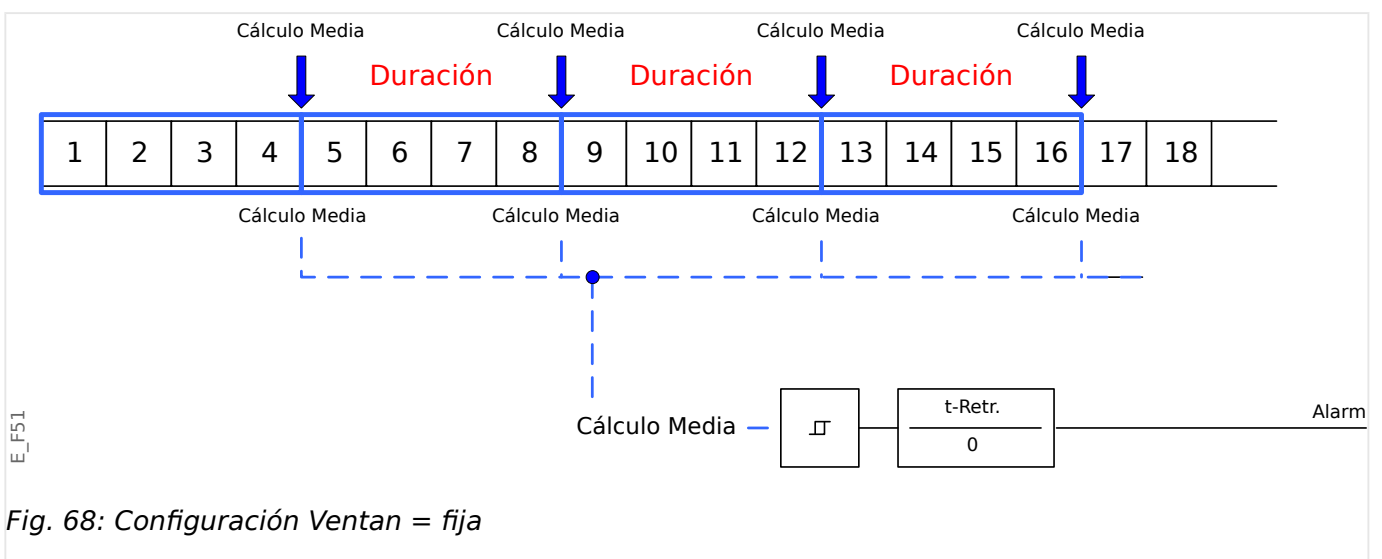 Cálculo Media Cálculo Media Cálculo Media Cálculo Media
Duración Duración Duración
1 2 3 4 5 6 7 8 9 10 11 12 13 14 15 16 17 18
Cálculo Media Cálculo Media Cálculo Media Cálculo Media
t-Retr.
Alarm
Cálculo Media
0
E_F51
Fig. 68: Configuración Ventan = fija